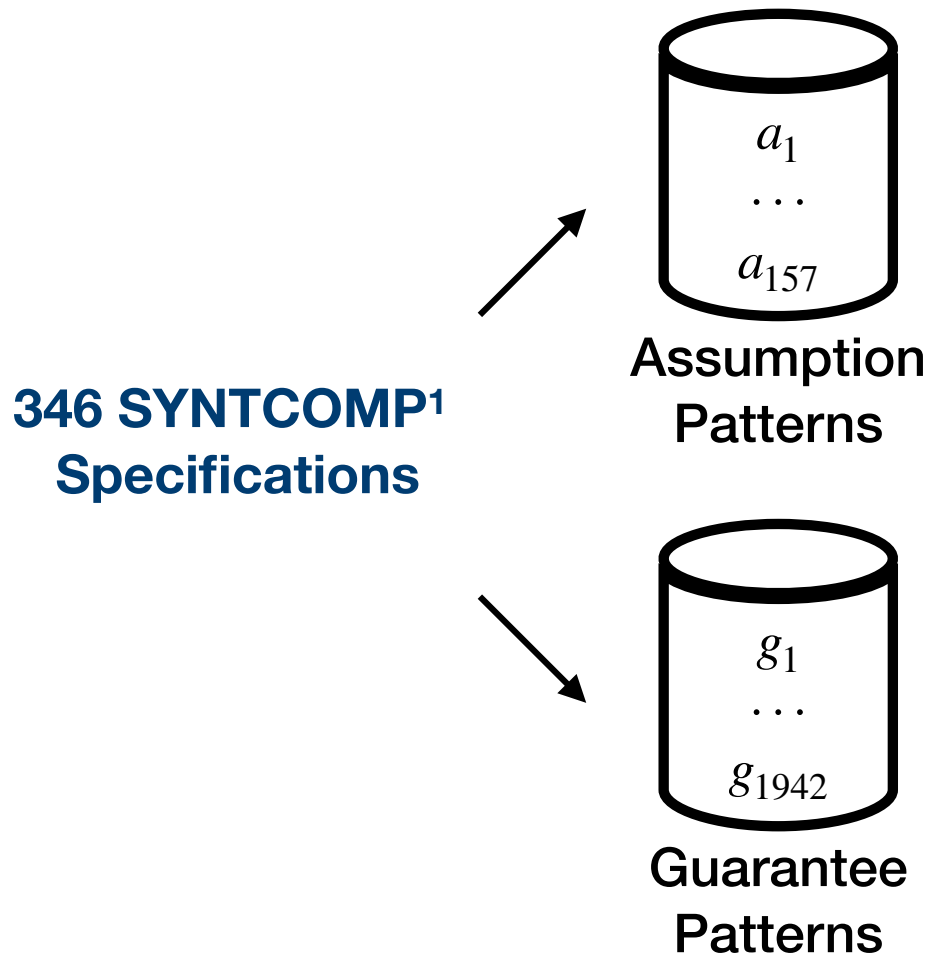 346 SYNTCOMP¹
Specifications
a₁
...
a₁₅₇
Assumption
Patterns
g₁
...
g₁₉₄₂
Guarantee
Patterns